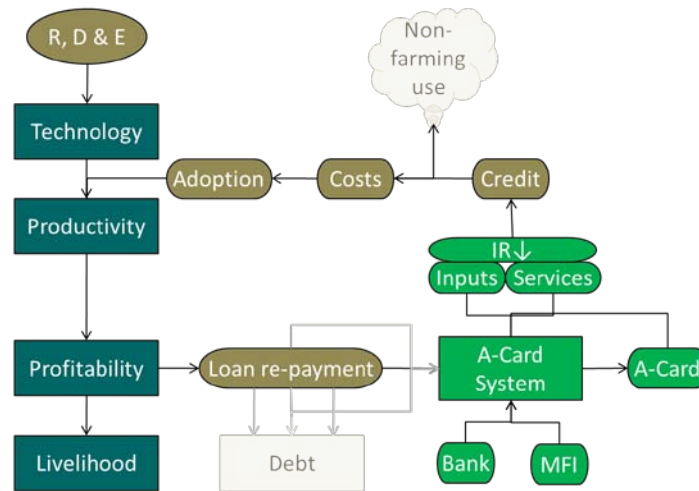 R, D & E
Non-
farming
use
Technology
Adoption
Costs
Credit
Productivity
IR↓
Inputs
Services
Profitability
Loan re-payment
A-Card
System
A-Card
Livelihood
Debt
Bank
MFI